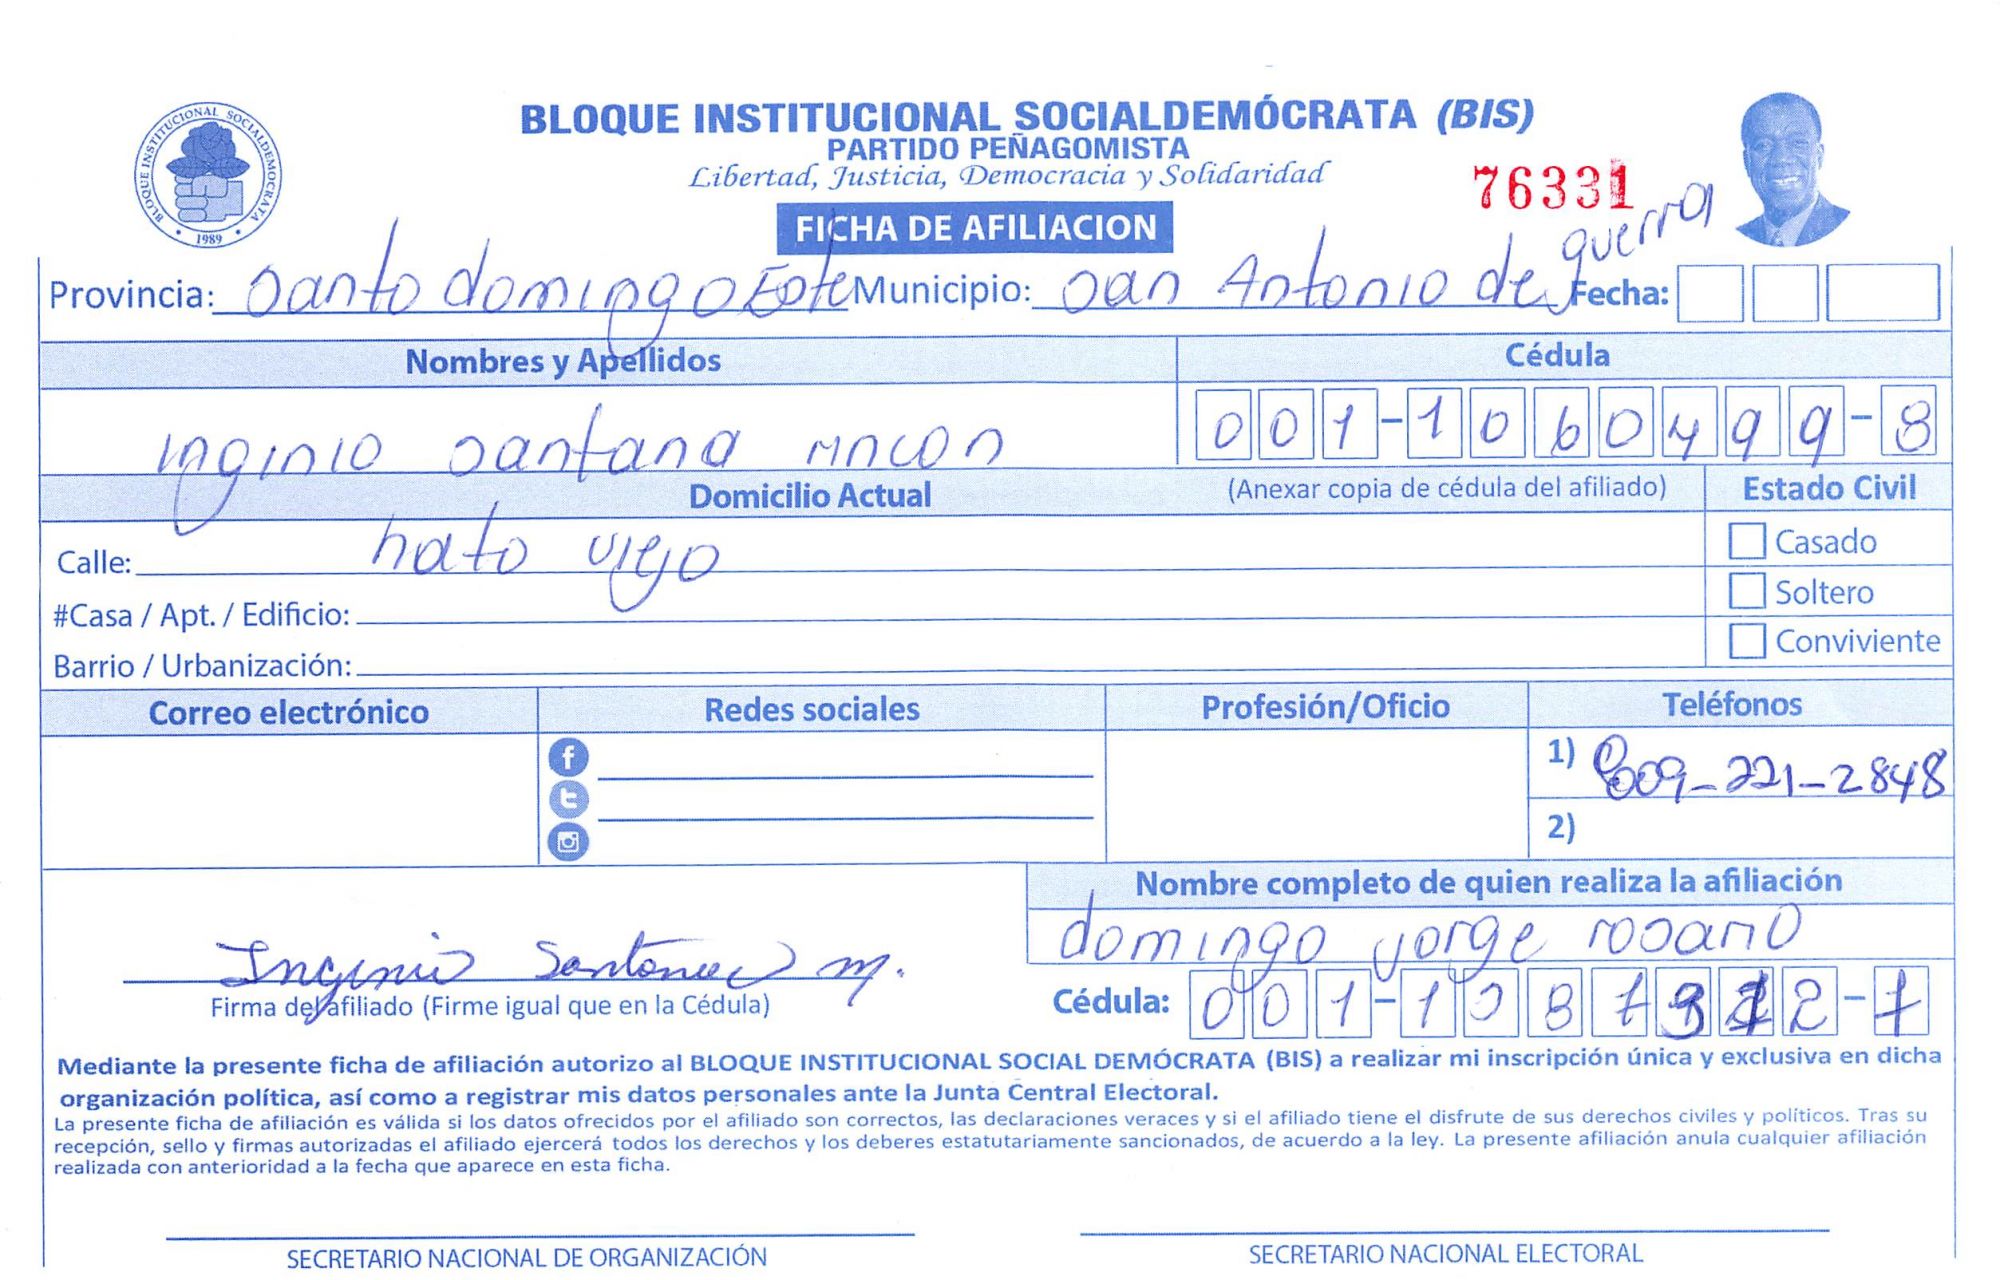 BLOQUE INSTITUCIONAL SOCIALDEMÓCRATA (BIS)
PARTIDO PEÑAGOMISTA
Libertad, Justicia, Democracia y Solidaridad
BLOQUE INSTITUCIONAL SOCIALDEMOCRATA
1989
76331
FICHA DE AFILIACION
Provincia: santo domingo Este Municipio: san Antonio de guerra Fecha:
Nombres y Apellidos Cédula
inginio santana 001-1060499-8
Domicilio Actual (Anexar copia de cédula del afiliado) Estado Civil
Calle: hato viejo Casado
#Casa / Apt. / Edificio: Soltero
Barrio / Urbanización: Conviviente
Correo electrónico Redes sociales Profesión/Oficio Teléfonos
1) 809-221-2848
2)
Nombre completo de quien realiza la afiliación
domingo yorge rosario
Inginio Santana m.
Firma del afiliado (Firme igual que en la Cédula) Cédula:
Mediante la presente ficha de afiliación autorizo al BLOQUE INSTITUCIONAL SOCIAL DEMÓCRATA (BIS) a realizar mi inscripción única y exclusiva en dicha
organización política, así como a registrar mis datos personales ante la Junta Central Electoral.
La presente ficha de afiliación es válida si los datos ofrecidos por el afiliado son correctos, las declaraciones veraces y si el afiliado tiene el disfrute de sus derechos civiles y políticos. Tras su
recepción, sello y firmas autorizadas el afiliado ejercerá todos los derechos y los deberes estatutariamente sancionados, de acuerdo a la ley. La presente afiliación anula cualquier afiliación
realizada con anterioridad a la fecha que aparece en esta ficha.
SECRETARIO NACIONAL DE ORGANIZACIÓN SECRETARIO NACIONAL ELECTORAL